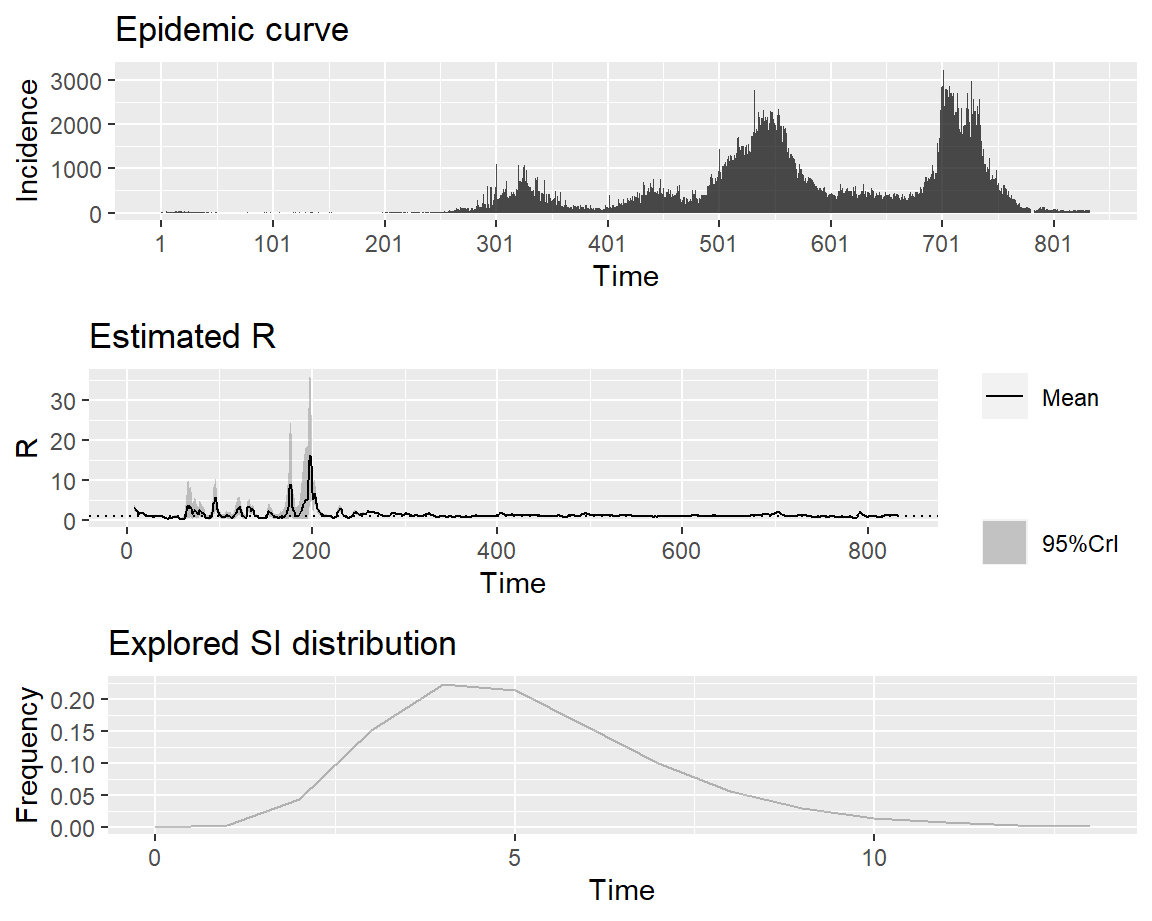 Epidemic curve
Incidence
3000
2000
1000
0
1 101 201 301 401 501 601 701 801
Time
Estimated R
R
30
20
10
0
0 200 400 600 800
Time
Mean
95%CrI
Explored SI distribution
Frequency
0.20
0.15
0.10
0.05
0.00
0 5 10
Time